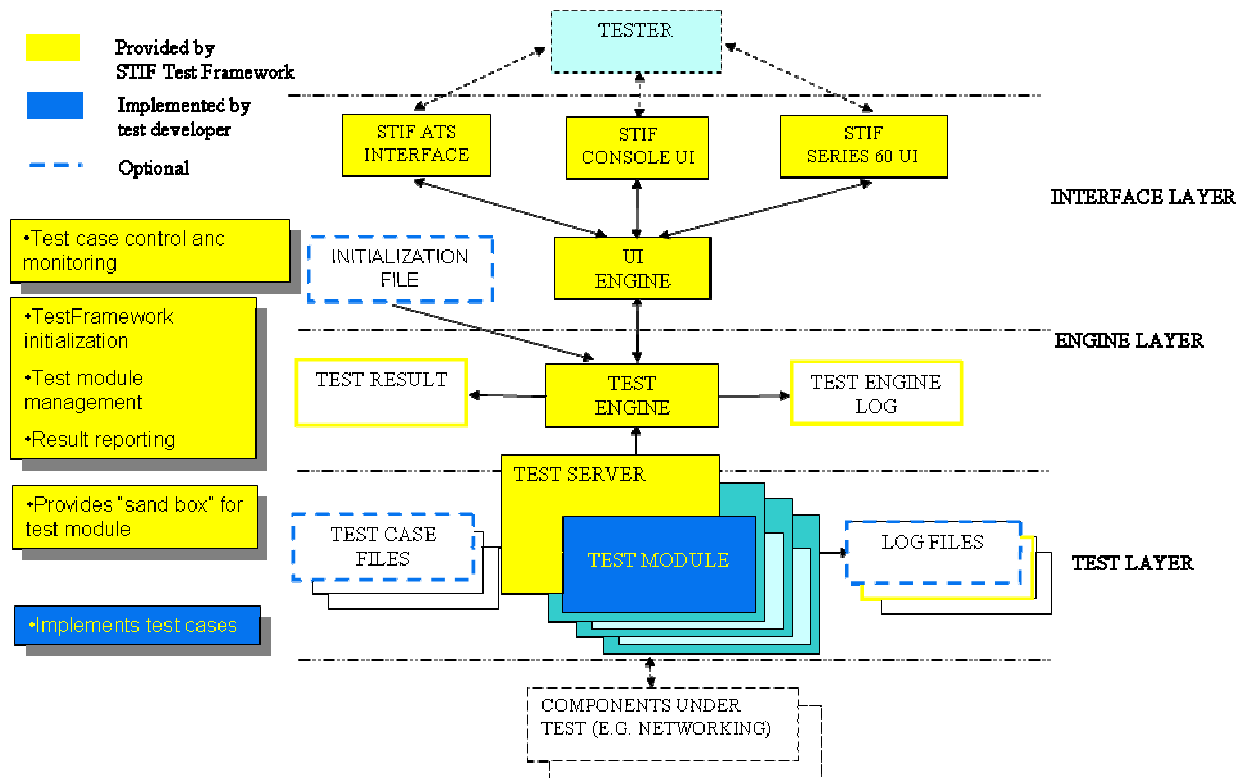 TESTER
Provided by
STIF Test Framework
Implemented by
test developer
Optional
STIF ATS
INTERFACE
STIF
CONSOLE UI
STIF
SERIES 60 UI
INTERFACE LAYER
•Test case control and
monitoring
INITIALIZATION
FILE
UI
ENGINE
•TestFramework
initialization
•Test module
management
•Result reporting
ENGINE LAYER
TEST RESULT
TEST
ENGINE
TEST ENGINE
LOG
TEST SERVER
•Provides "sand box" for
test module
TEST CASE
FILES
TEST MODULE
LOG FILES
TEST LAYER
•Implements test cases
COMPONENTS UNDER
TEST (E.G. NETWORKING)